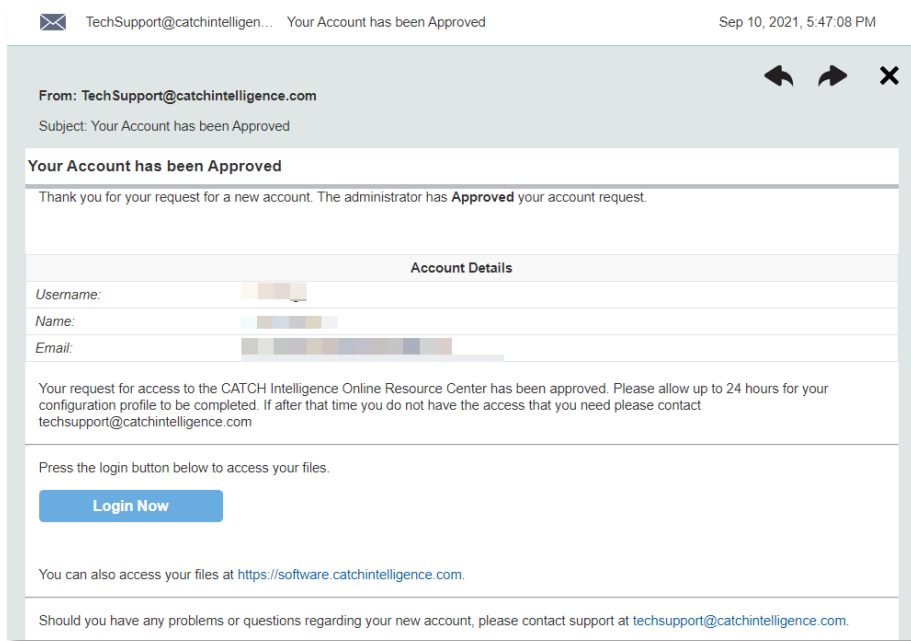 TechSupport@catchintelligen... Your Account has been Approved Sep 10, 2021, 5:47:08 PM
From: TechSupport@catchintelligence.com
Subject: Your Account has been Approved
Your Account has been Approved
Thank you for your request for a new account. The administrator has Approved your account request.
Account Details
Username:
Name:
Email:
Your request for access to the CATCH Intelligence Online Resource Center has been approved. Please allow up to 24 hours for your
configuration profile to be completed. If after that time you do not have the access that you need please contact
techsupport@catchintelligence.com
Press the login button below to access your files.
Login Now
You can also access your files at https://software.catchintelligence.com.
Should you have any problems or questions regarding your new account, please contact support at techsupport@catchintelligence.com.